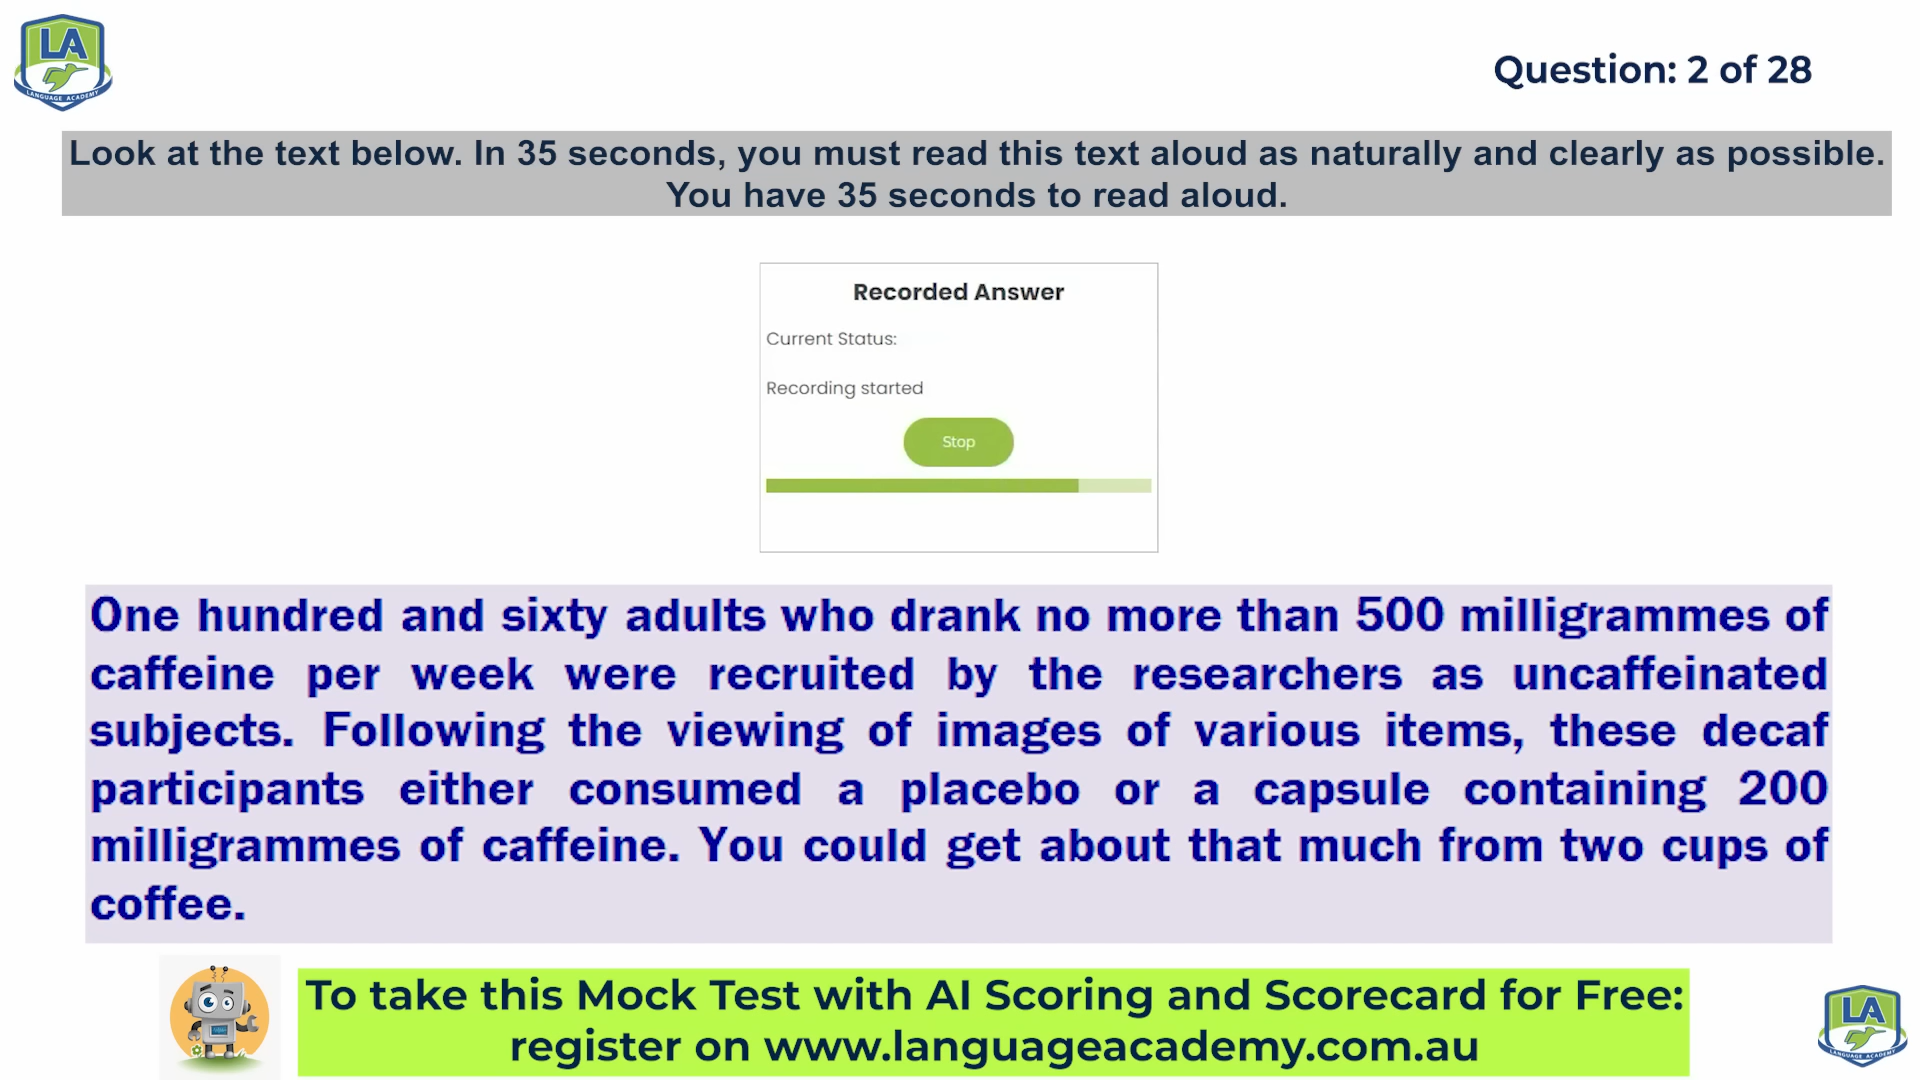 LA
LANGUAGE ACADEMY
Question: 2 of 28
Look at the text below. In 35 seconds, you must read this text aloud as naturally and clearly as possible.
You have 35 seconds to read aloud.
Recorded Answer
Current Status:
Recording started
Stop
One hundred and sixty adults who drank no more than 500 milligrammes of
caffeine per week were recruited by the researchers as uncaffeinated
subjects. Following the viewing of images of various items, these decaf
participants either consumed a placebo or a capsule containing 200
milligrammes of caffeine. You could get about that much from two cups of
coffee.
To take this Mock Test with AI Scoring and Scorecard for Free:
register on www.languageacademy.com.au
LA
LANGUAGE ACADEMY